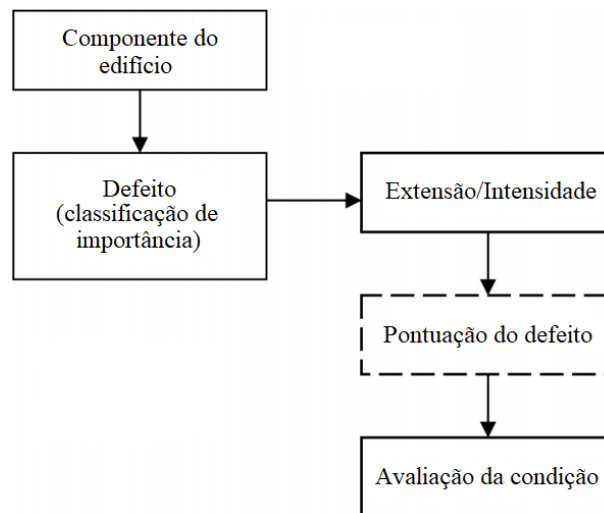 Componente do
edifício
Defeito
(classificação de
importância)
Extensão/Intensidade
Pontuação do defeito
Avaliação da condição